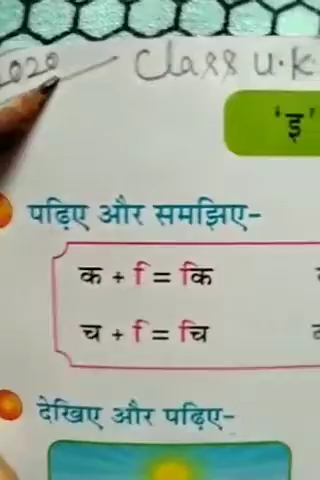 2020 Class U.K
'इ'
पढ़िए और समझिए-
क + ि = कि
च + ि = चि
देखिए और पढ़िए-